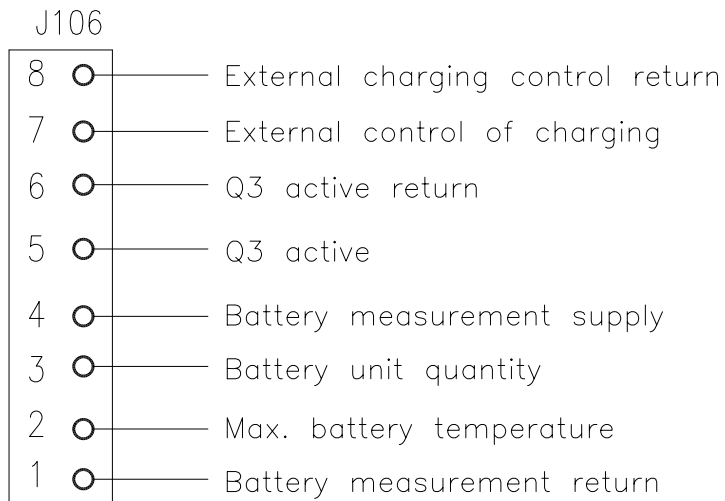 J106
8 External charging control return
7 External control of charging
6 Q3 active return
5 Q3 active
4 Battery measurement supply
3 Battery unit quantity
2 Max. battery temperature
1 Battery measurement return